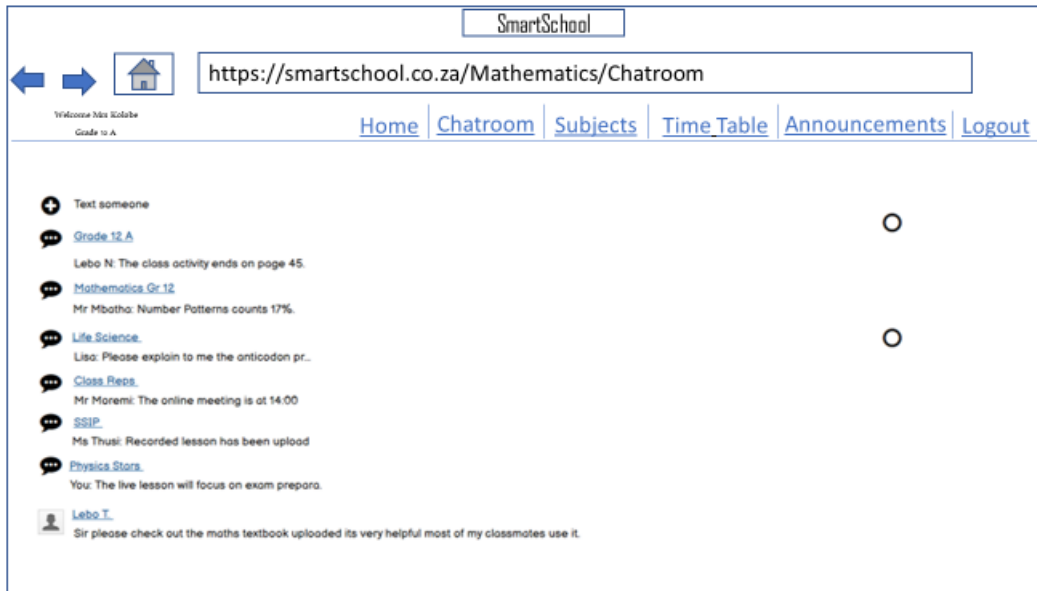 SmartSchool
https://smartschool.co.za/Mathematics/Chatroom
Welcome Mrs Kolobe
Grade 12 A
Home Chatroom Subjects Time Table Announcements Logout
Text someone
Grade 12 A
Lebo N: The class activity ends on page 45.
Mathematics Gr 12
Mr Mbatha: Number Patterns counts 17%.
Life Science
Lisa: Please explain to me the anticodon pr...
Class Reps
Mr Moremi: The online meeting is at 14:00
SSIP
Ms Thusi: Recorded lesson has been upload
Physics Stars
You: The live lesson will focus on exam prepara.
Lebo T.
Sir please check out the maths textbook uploaded its very helpful most of my classmates use it.